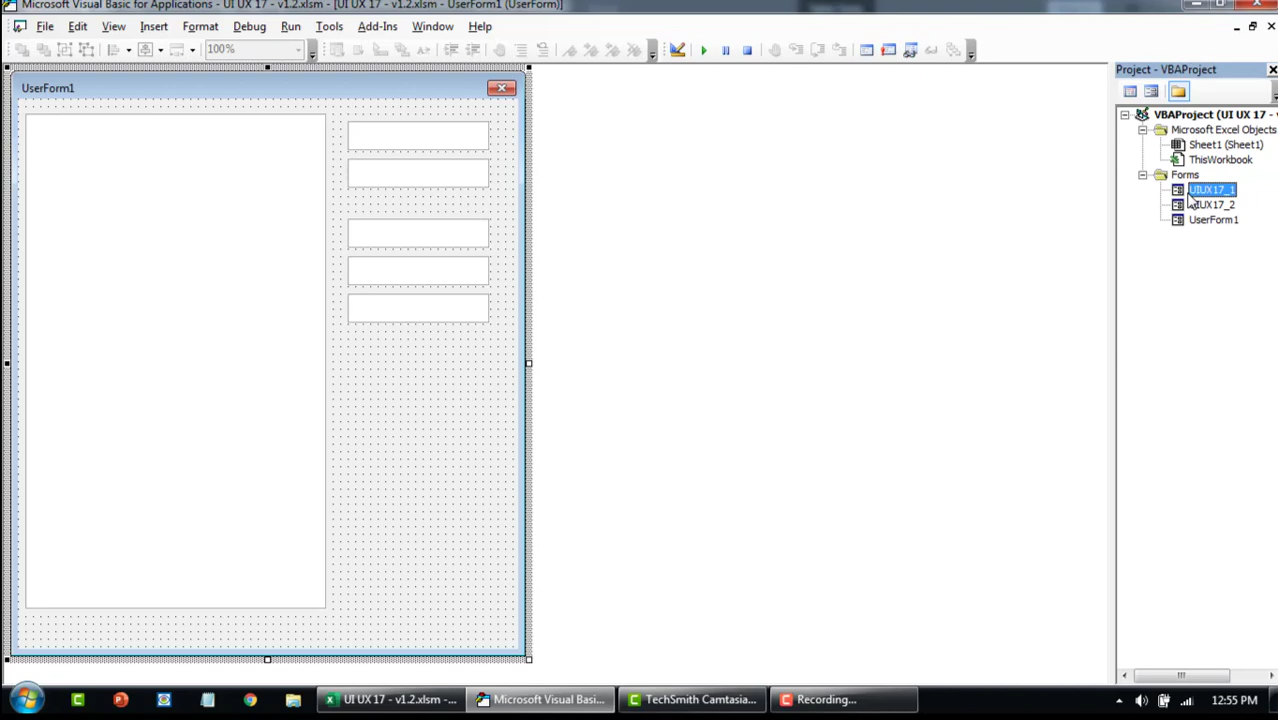 Microsoft Visual Basic for Applications - UI UX 17 - v1.2.xlsm - [UI UX 17 - v1.2.xlsm - UserForm1 (UserForm)]
File Edit View Insert Format Debug Run Tools Add-Ins Window Help
100%
UserForm1
Project - VBAProject
VBAProject (UI UX 17 -
Microsoft Excel Objects
Sheet1 (Sheet1)
ThisWorkbook
Forms
UIUX17_1
UX17_2
UserForm1
UI UX 17 - v1.2.xlsm -...
Microsoft Visual Basi...
TechSmith Camtasia...
Recording...
12:55 PM